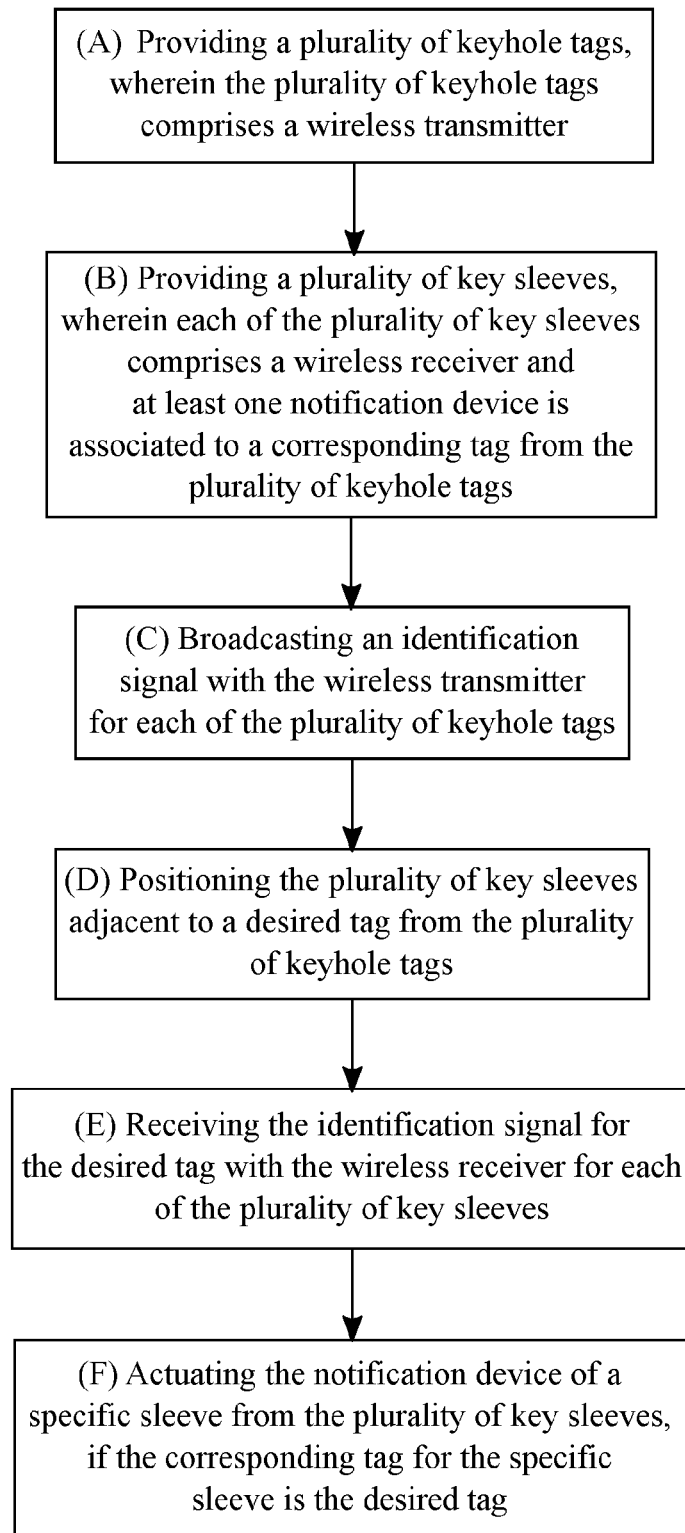 (A) Providing a plurality of keyhole tags,
wherein the plurality of keyhole tags
comprises a wireless transmitter
(B) Providing a plurality of key sleeves,
wherein each of the plurality of key sleeves
comprises a wireless receiver and
at least one notification device is
associated to a corresponding tag from the
plurality of keyhole tags
(C) Broadcasting an identification
signal with the wireless transmitter
for each of the plurality of keyhole tags
(D) Positioning the plurality of key sleeves
adjacent to a desired tag from the plurality
of keyhole tags
(E) Receiving the identification signal for
the desired tag with the wireless receiver for each
of the plurality of key sleeves
(F) Actuating the notification device of a
specific sleeve from the plurality of key sleeves,
if the corresponding tag for the specific
sleeve is the desired tag